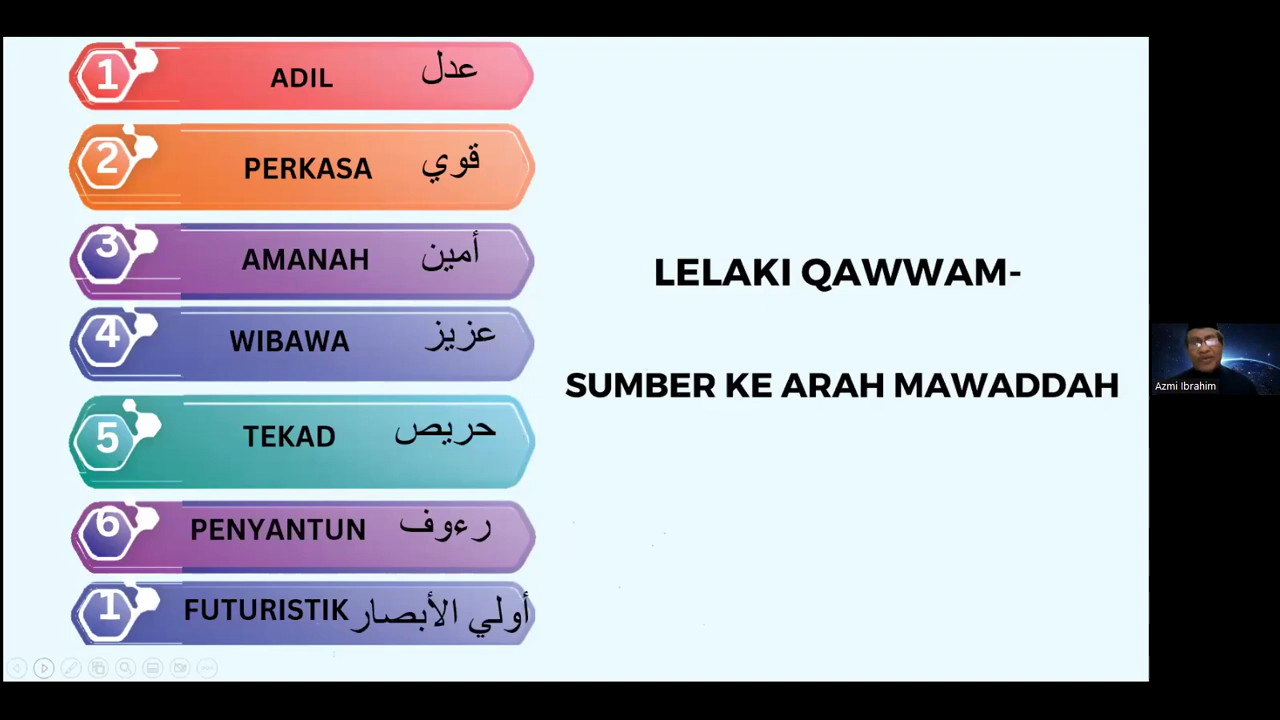 1 ADIL عدل
2 PERKASA قوي
3 AMANAH أمين
4 WIBAWA عزيز
5 TEKAD حريص
6 PENYANTUN رءوف
1 FUTURISTIK أولي الأبصار
LELAKI QAWWAM-
SUMBER KE ARAH MAWADDAH
Azmi Ibrahim